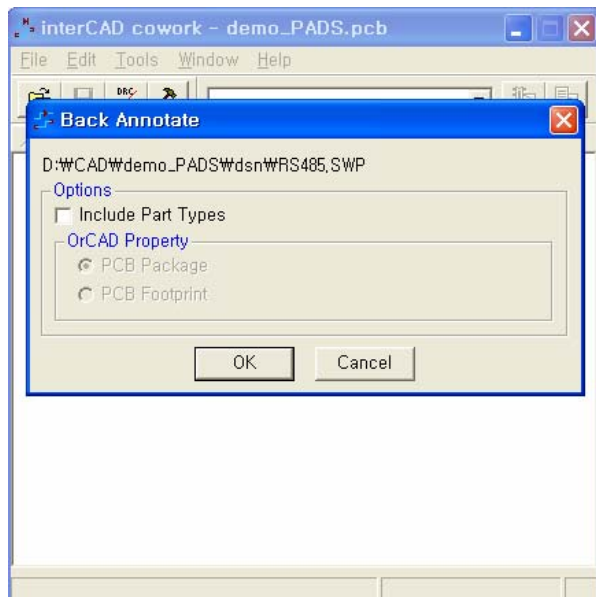 interCAD cowork - demo_PADS.pcb
File Edit Tools Window Help
DRC
Back Annotate
D:₩CAD₩demo_PADS₩dsn₩RS485,SWP
Options
Include Part Types
OrCAD Property
PCB Package
PCB Footprint
OK Cancel